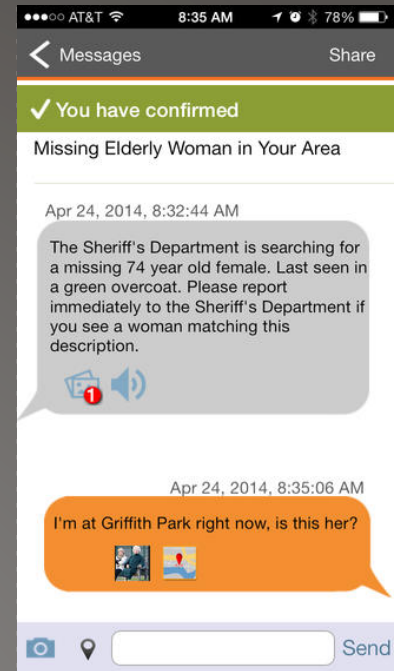 AT&T 8:35 AM 78%
Messages Share
You have confirmed
Missing Elderly Woman in Your Area
Apr 24, 2014, 8:32:44 AM
The Sheriff's Department is searching for
a missing 74 year old female. Last seen in
a green overcoat. Please report
immediately to the Sheriff's Department if
you see a woman matching this
description.
1
Apr 24, 2014, 8:35:06 AM
I'm at Griffith Park right now, is this her?
Send